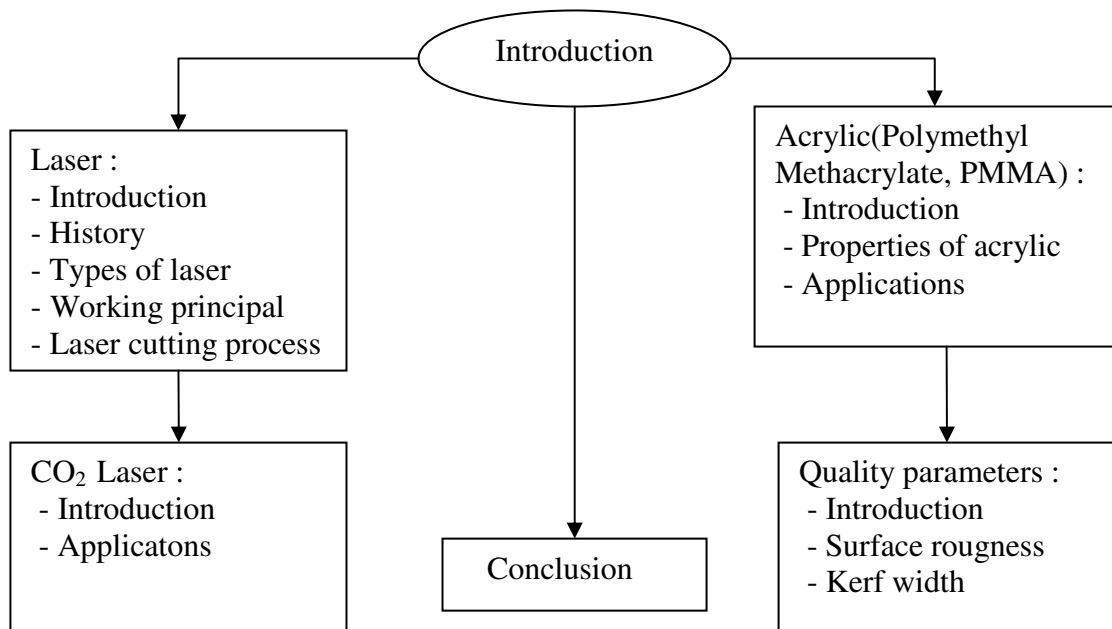 Introduction
Laser :
- Introduction
- History
- Types of laser
- Working principal
- Laser cutting process
Acrylic(Polymethyl
Methacrylate, PMMA) :
- Introduction
- Properties of acrylic
- Applications
CO₂ Laser :
- Introduction
- Applicatons
Conclusion
Quality parameters :
- Introduction
- Surface rougness
- Kerf width